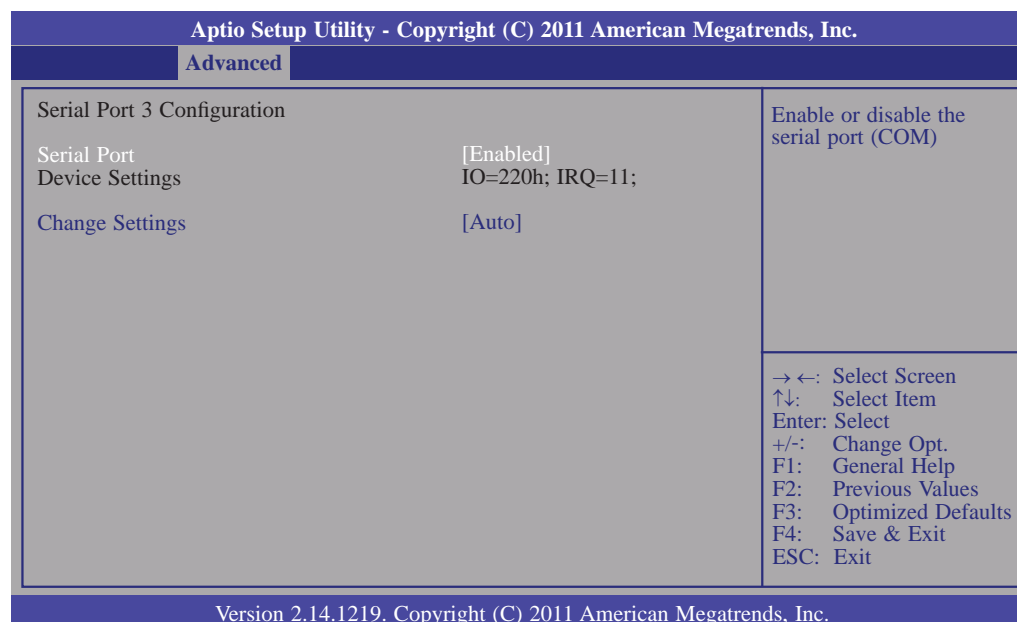 Aptio Setup Utility - Copyright (C) 2011 American Megatrends, Inc.
Advanced
Serial Port 3 Configuration
Serial Port [Enabled]
Device Settings IO=220h; IRQ=11;
Change Settings [Auto]
Enable or disable the
serial port (COM)
→ ←: Select Screen
↑↓: Select Item
Enter: Select
+/-: Change Opt.
F1: General Help
F2: Previous Values
F3: Optimized Defaults
F4: Save & Exit
ESC: Exit
Version 2.14.1219. Copyright (C) 2011 American Megatrends, Inc.